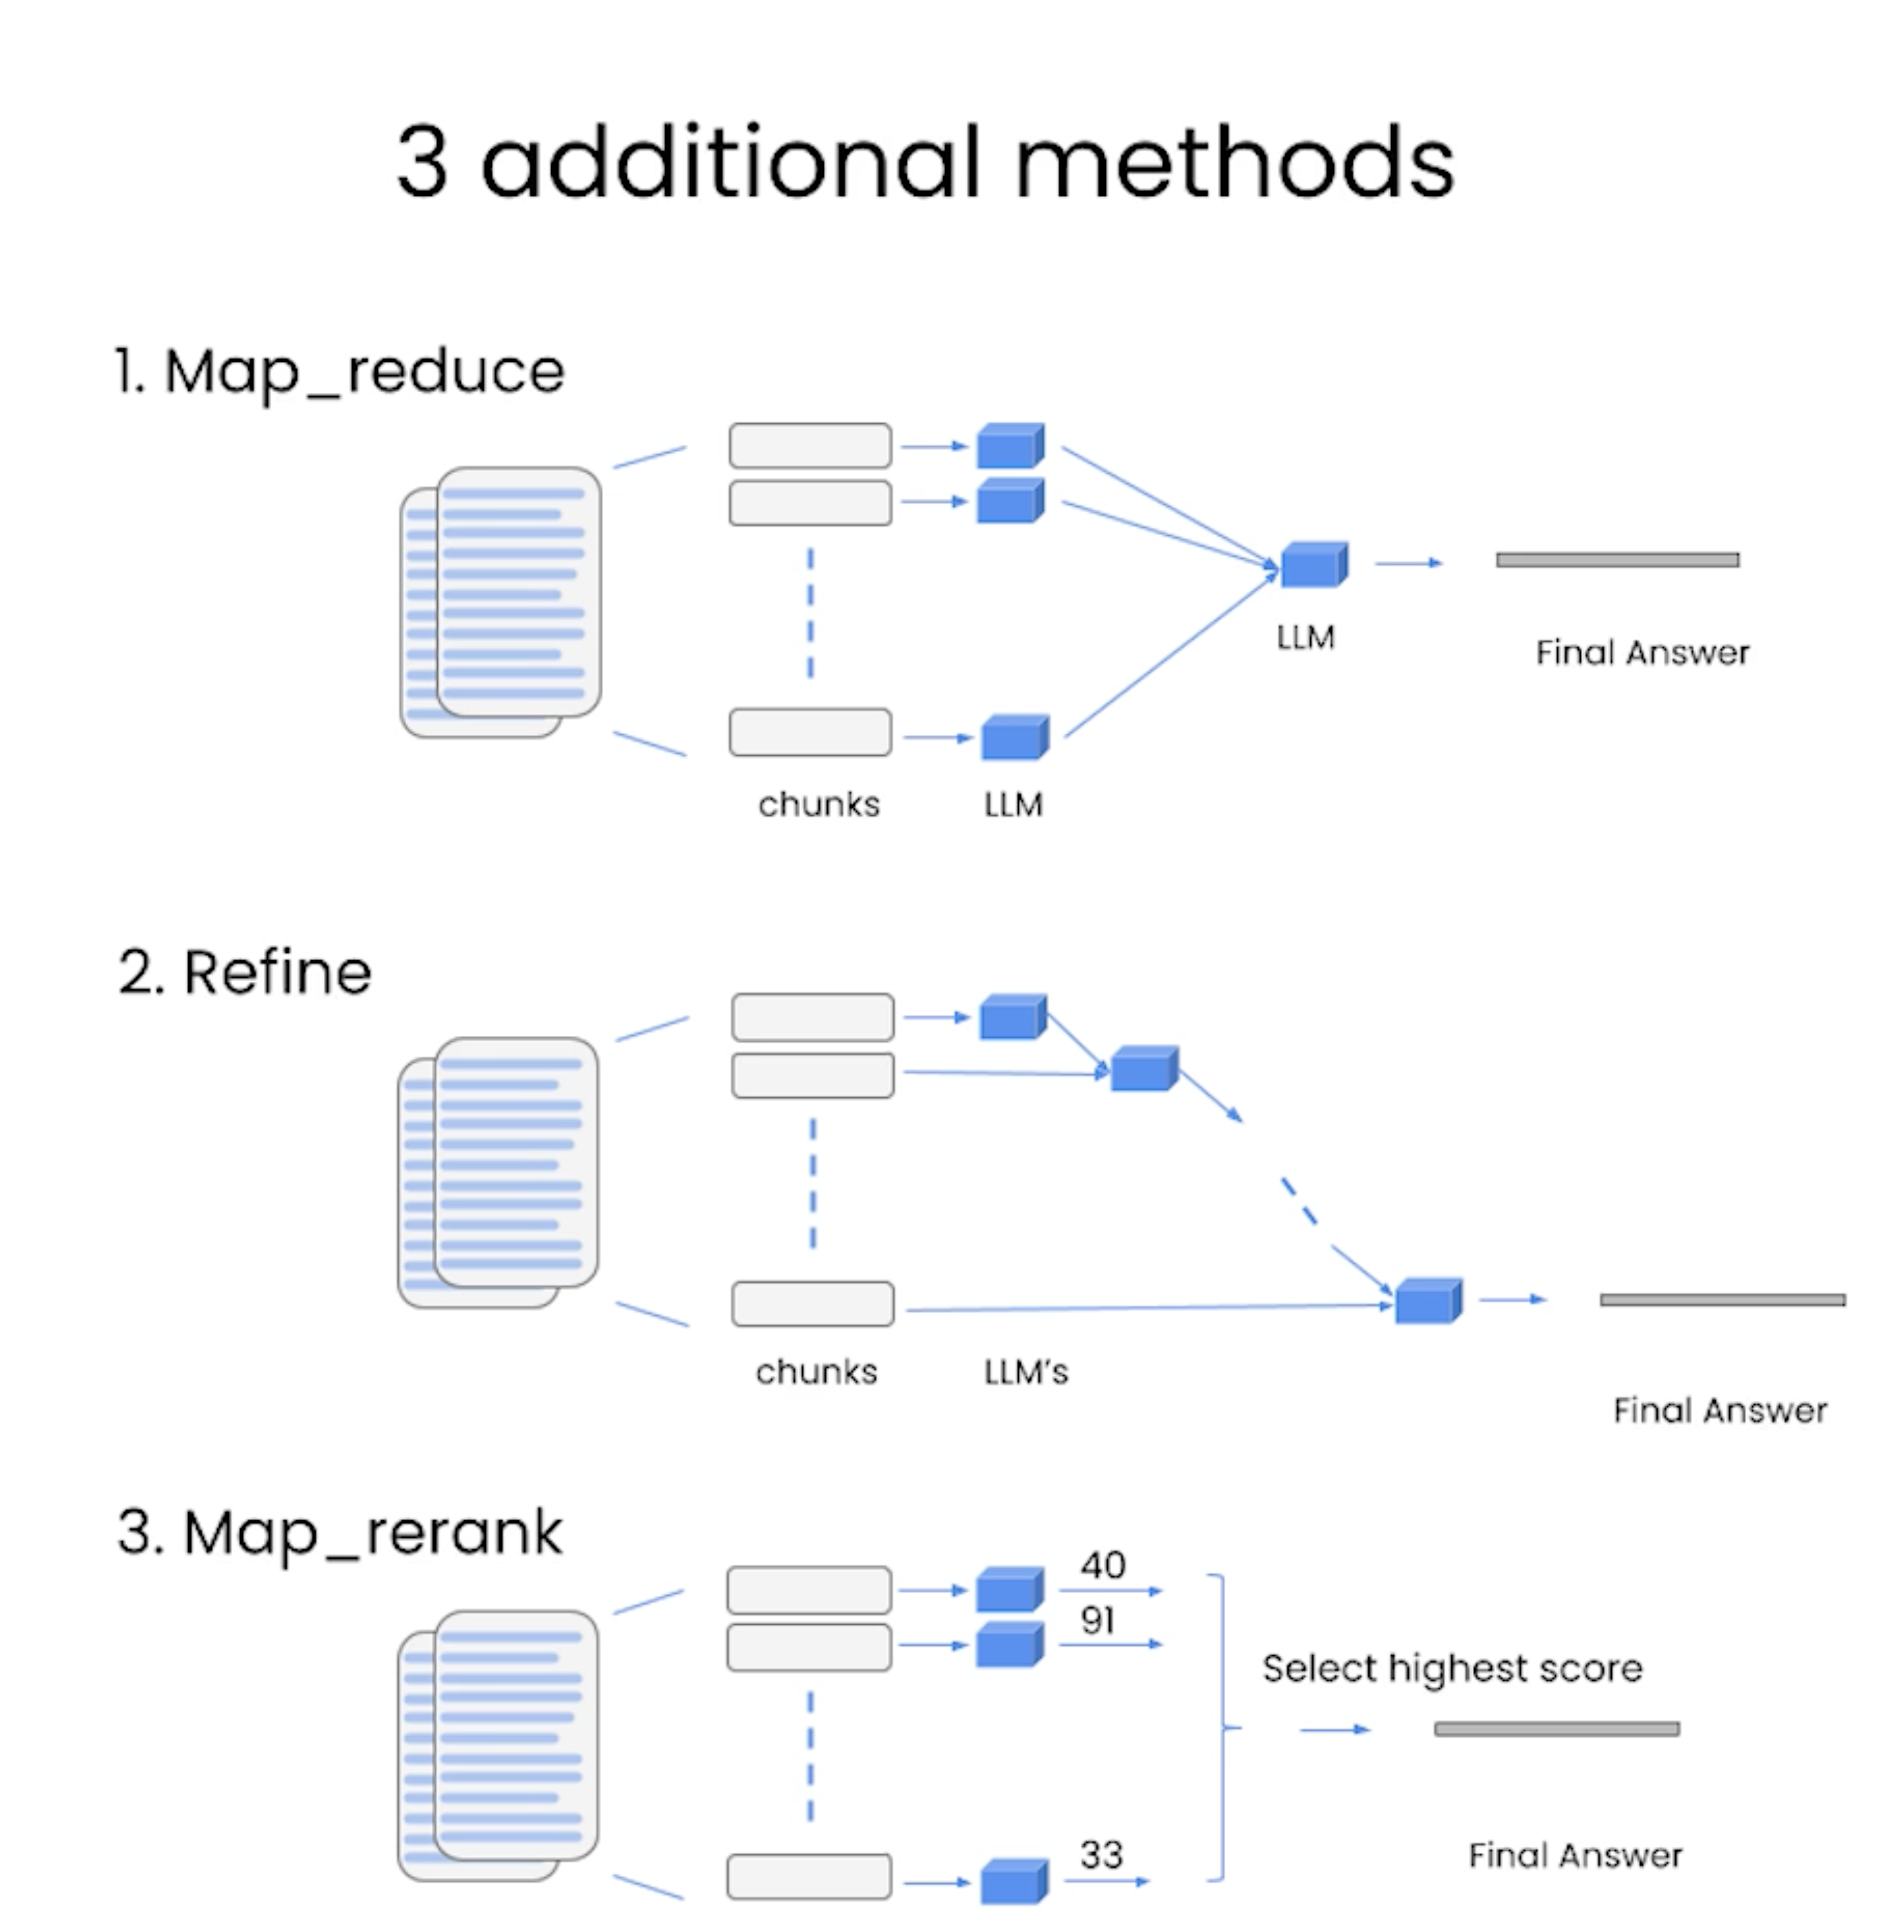 3 additional methods
1. Map_reduce
LLM
Final Answer
chunks LLM
2. Refine
chunks LLM's
Final Answer
3. Map_rerank
40
91
Select highest score
33
Final Answer